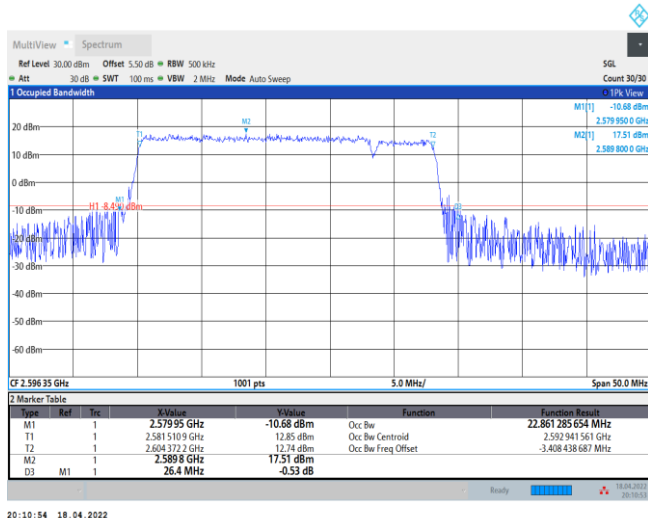 MultiView Spectrum
Ref Level 30.00 dBm Offset 5.50 dB RBW 500 kHz SGL
Att 30 dB SWT 100 ms VBW 2 MHz Mode Auto Sweep Count 30/30
1 Occupied Bandwidth 1Pk View
M1[1] -10.68 dBm
2.579 950 0 GHz
M2[1] 17.51 dBm
2.589 800 0 GHz
M2
T1 T2
20 dBm
10 dBm
0 dBm
M1
H1 -8.490 dBm
D3
-10 dBm
-20 dBm
-30 dBm
-40 dBm
-50 dBm
-60 dBm
CF 2.596 35 GHz 1001 pts 5.0 MHz/ Span 50.0 MHz
2 Marker Table
Type Ref Trc X-Value Y-Value Function Function Result
M1 1 2.579 95 GHz -10.68 dBm Occ Bw 22.861 285 654 MHz
T1 1 2.581 510 9 GHz 12.85 dBm Occ Bw Centroid 2.592 941 561 GHz
T2 1 2.604 372 2 GHz 12.74 dBm Occ Bw Freq Offset -3.408 438 687 MHz
M2 1 2.589 8 GHz 17.51 dBm
D3 M1 1 26.4 MHz -0.53 dB
Ready 18.04.2022
20:10:53
20:10:54 18.04.2022